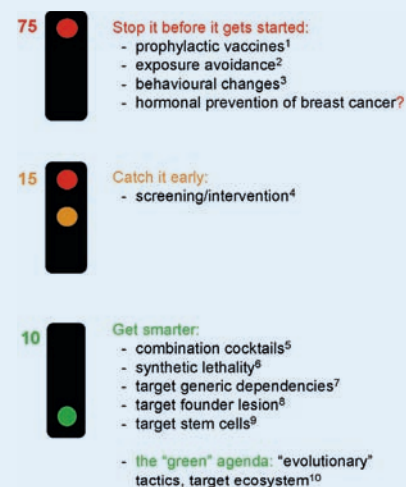 75 Stop it before it gets started:
- prophylactic vaccines¹
- exposure avoidance²
- behavioural changes³
- hormonal prevention of breast cancer?
15 Catch it early:
- screening/intervention⁴
10 Get smarter:
- combination cocktails⁵
- synthetic lethality⁶
- target generic dependencies⁷
- target founder lesion⁸
- target stem cells⁹
- the "green" agenda: "evolutionary"
tactics, target ecosystem¹⁰